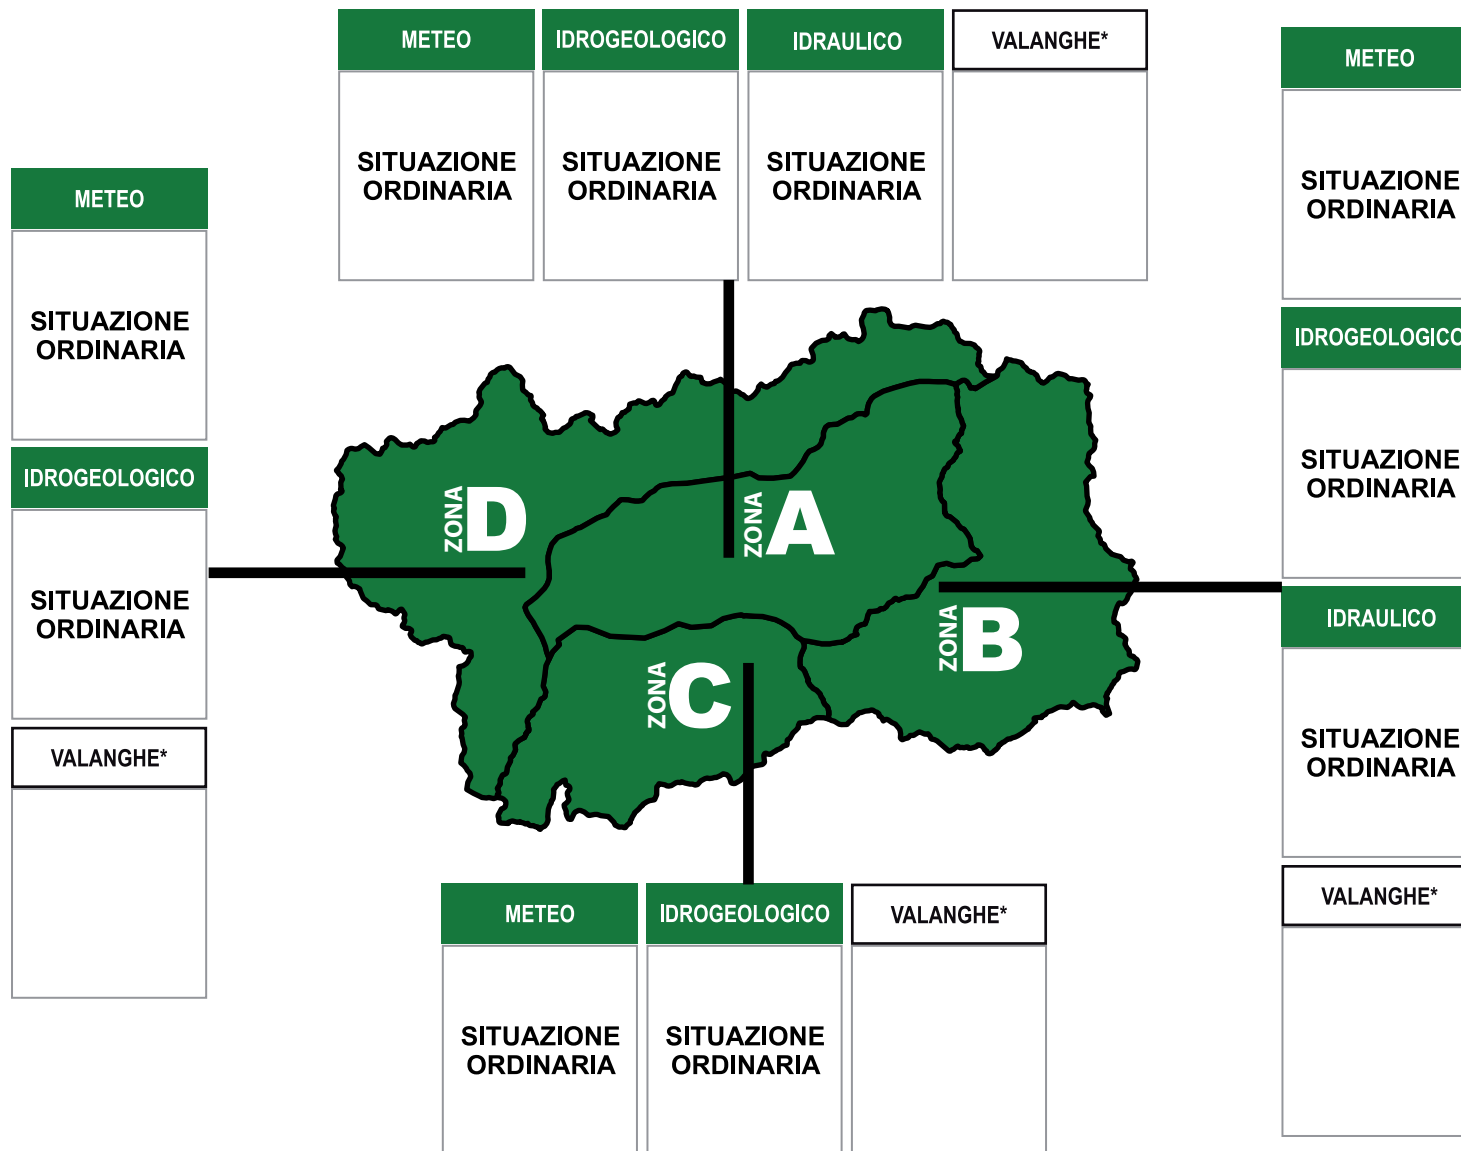 METEO
IDROGEOLOGICO
IDRAULICO
VALANGHE*
SITUAZIONE
ORDINARIA
SITUAZIONE
ORDINARIA
SITUAZIONE
ORDINARIA
METEO
SITUAZIONE
ORDINARIA
IDROGEOLOGICO
SITUAZIONE
ORDINARIA
VALANGHE*
ZONA D
ZONA A
ZONA B
ZONA C
METEO
SITUAZIONE
ORDINARIA
IDROGEOLOGICO
SITUAZIONE
ORDINARIA
IDRAULICO
SITUAZIONE
ORDINARIA
VALANGHE*
METEO
IDROGEOLOGICO
VALANGHE*
SITUAZIONE
ORDINARIA
SITUAZIONE
ORDINARIA